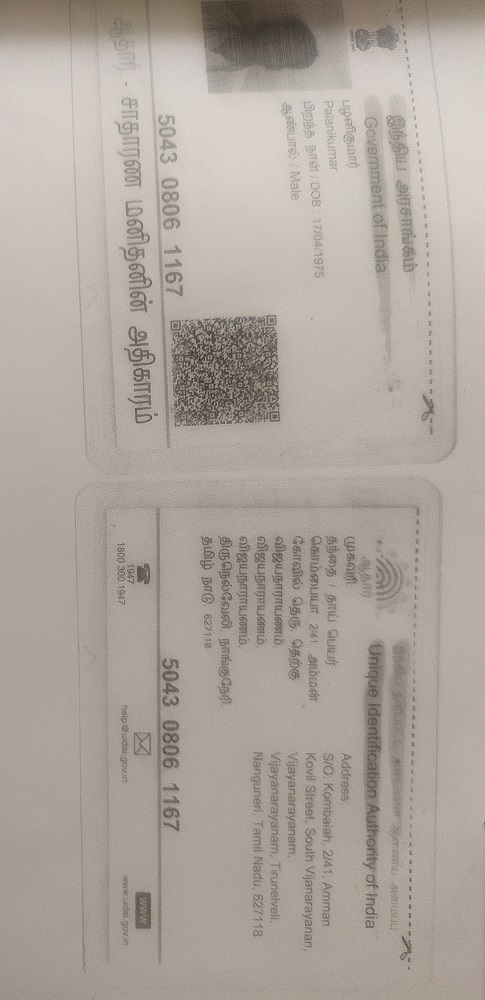 இந்திய அரசாங்கம்
Government of India
பழனிகுமார்
Palanikumar
பிறந்த நாள் / DOB : 17/04/1975
ஆண்பால் / Male
5043 0806 1167
ஆதார் - சாதாரண மனிதனின் அதிகாரம்
ஆணைய அமைப்பு
Unique Identification Authority of India
ஆதார்
முகவரி
தந்தை / தாய் பெயர்
கொம்பையா, 2/41, அம்மன்
கோவில் தெரு, தெற்கு
விஜயநாராயணம்,
விஜயநாராயணம்,
விஜயநாராயணம்,
திருநெல்வேலி, நாங்குநேரி,
தமிழ் நாடு, 627118
Address:
S/O: Kombaiah, 2/41, Amman
Kovil Street, South Vijanarayanan,
Vijayanarayanam,
Vijayanarayanam, Tirunelveli,
Nanguneri, Tamil Nadu, 627118
5043 0806 1167
1947
1800 300 1947
help@uidai.gov.in
www
www.uidai.gov.in